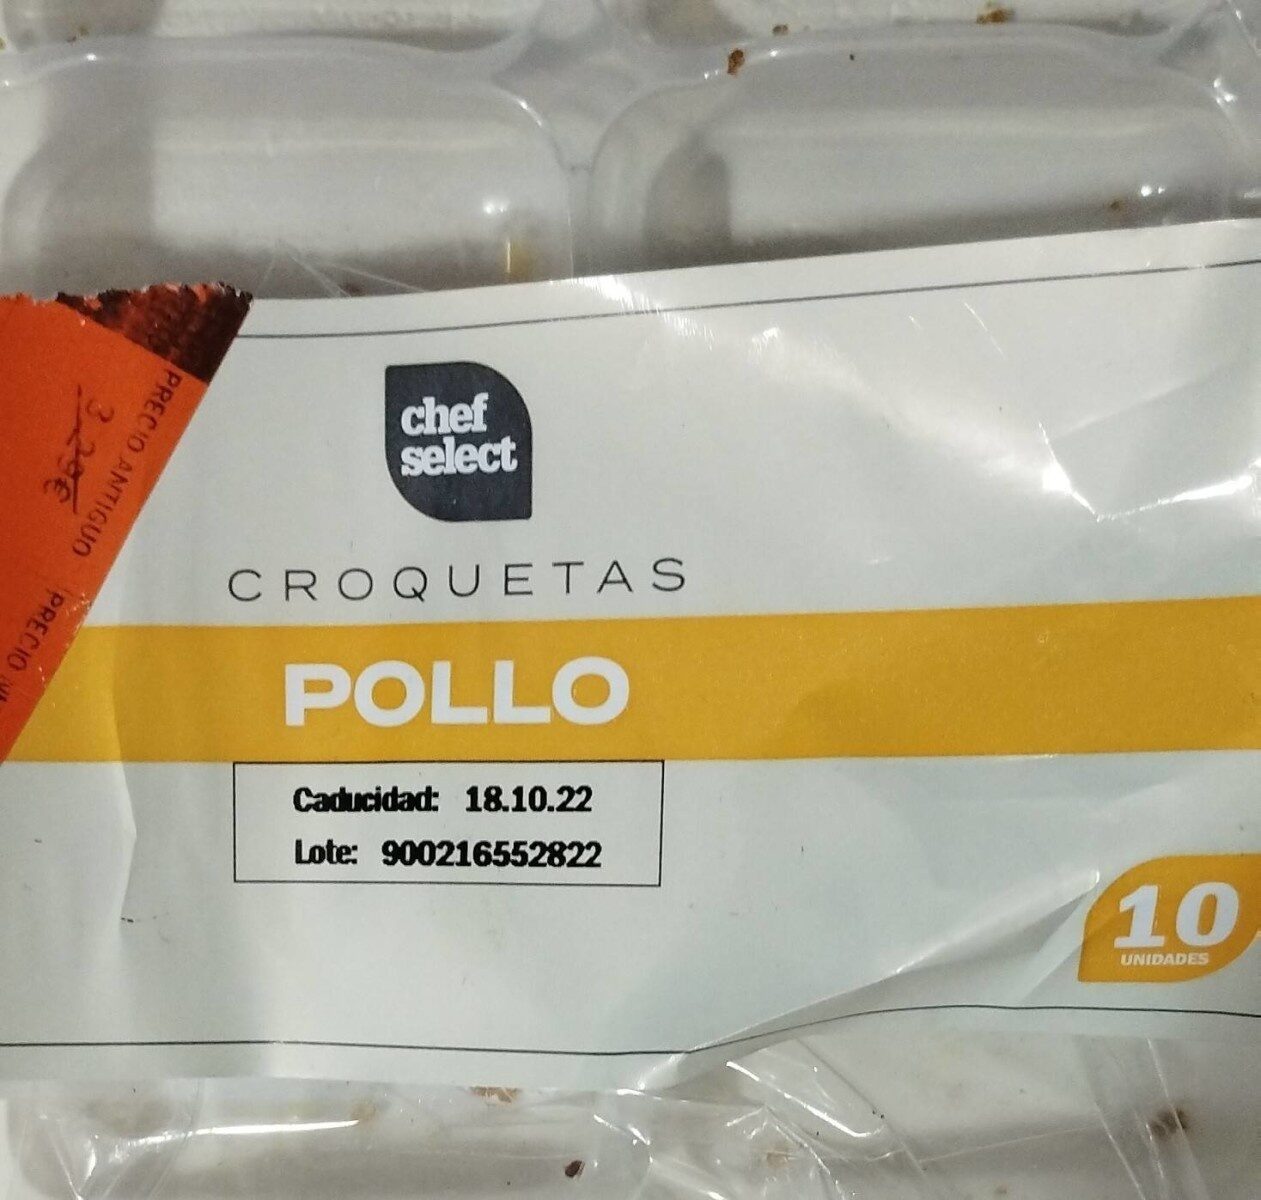 chef
select
CROQUETAS
POLLO
Caducidad: 18.10.22
Lote: 900216552822
10
UNIDADES
PRECIO ANTIGUO
PRECIO